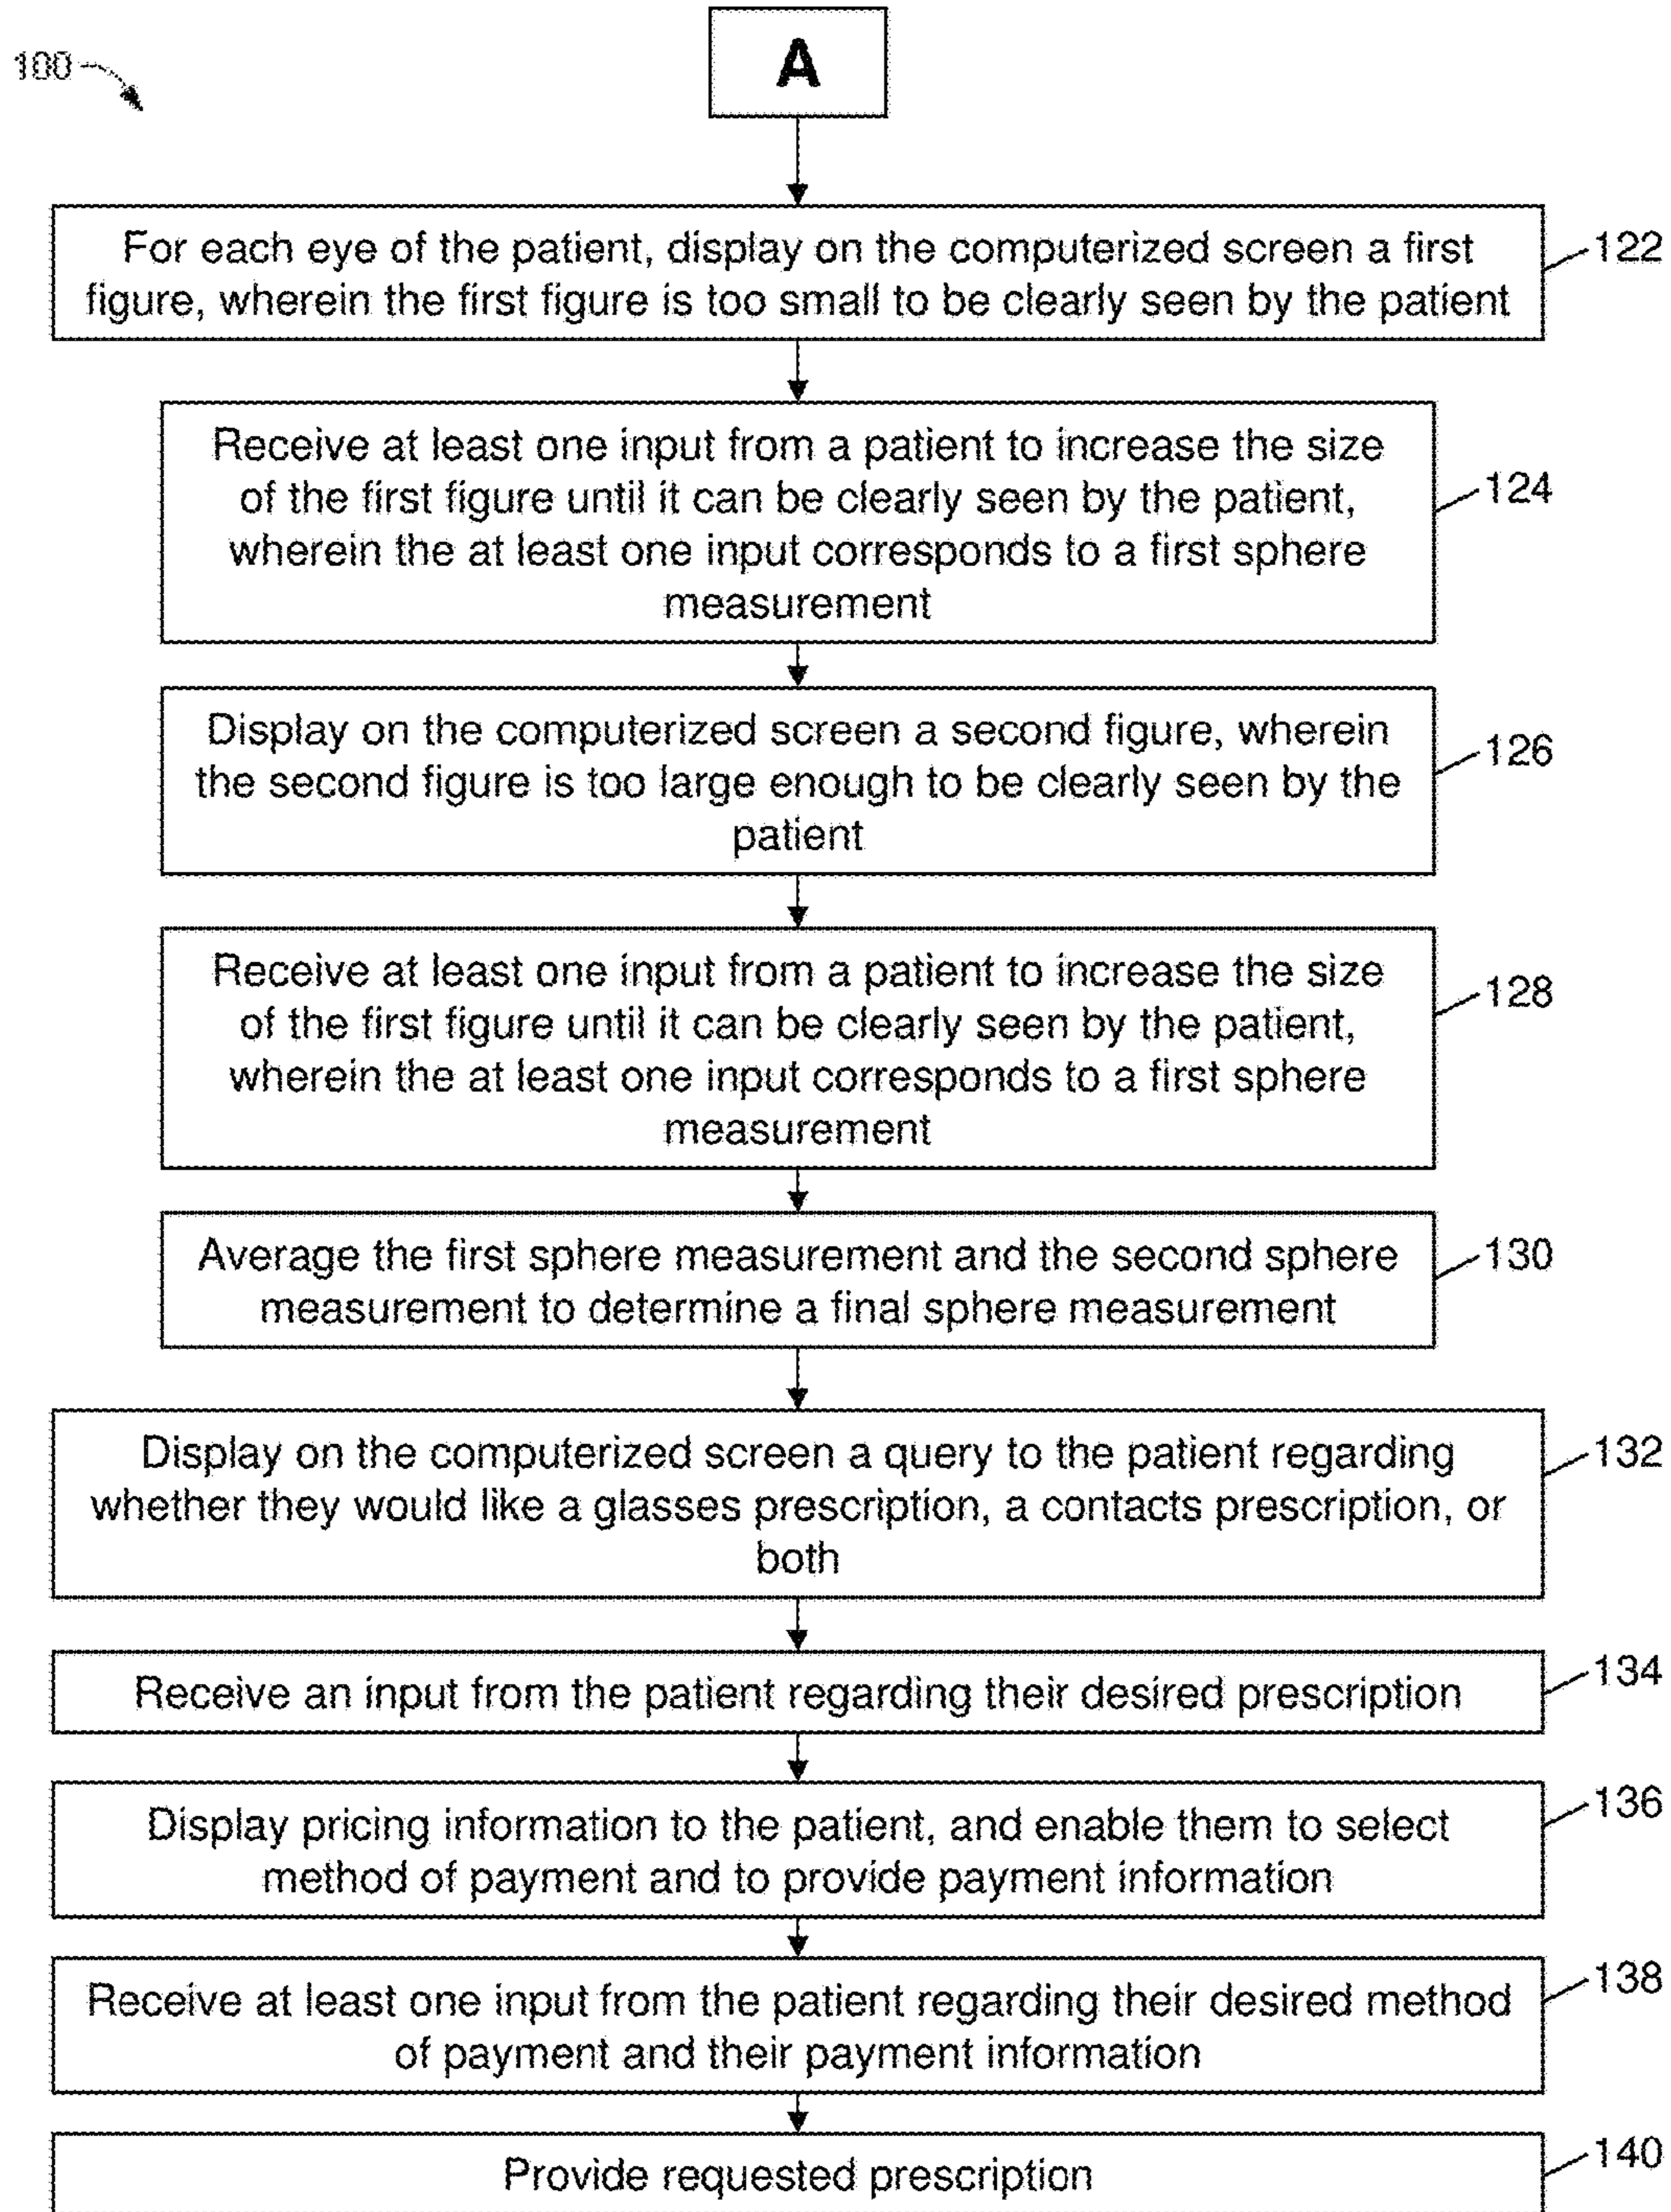 100
A
For each eye of the patient, display on the computerized screen a first
figure, wherein the first figure is too small to be clearly seen by the patient
122
Receive at least one input from a patient to increase the size
of the first figure until it can be clearly seen by the patient,
wherein the at least one input corresponds to a first sphere
measurement
124
Display on the computerized screen a second figure, wherein
the second figure is too large enough to be clearly seen by the
patient
126
Receive at least one input from a patient to increase the size
of the first figure until it can be clearly seen by the patient,
wherein the at least one input corresponds to a first sphere
measurement
128
Average the first sphere measurement and the second sphere
measurement to determine a final sphere measurement
130
Display on the computerized screen a query to the patient regarding
whether they would like a glasses prescription, a contacts prescription, or
both
132
Receive an input from the patient regarding their desired prescription
134
Display pricing information to the patient, and enable them to select
method of payment and to provide payment information
136
Receive at least one input from the patient regarding their desired method
of payment and their payment information
138
Provide requested prescription
140